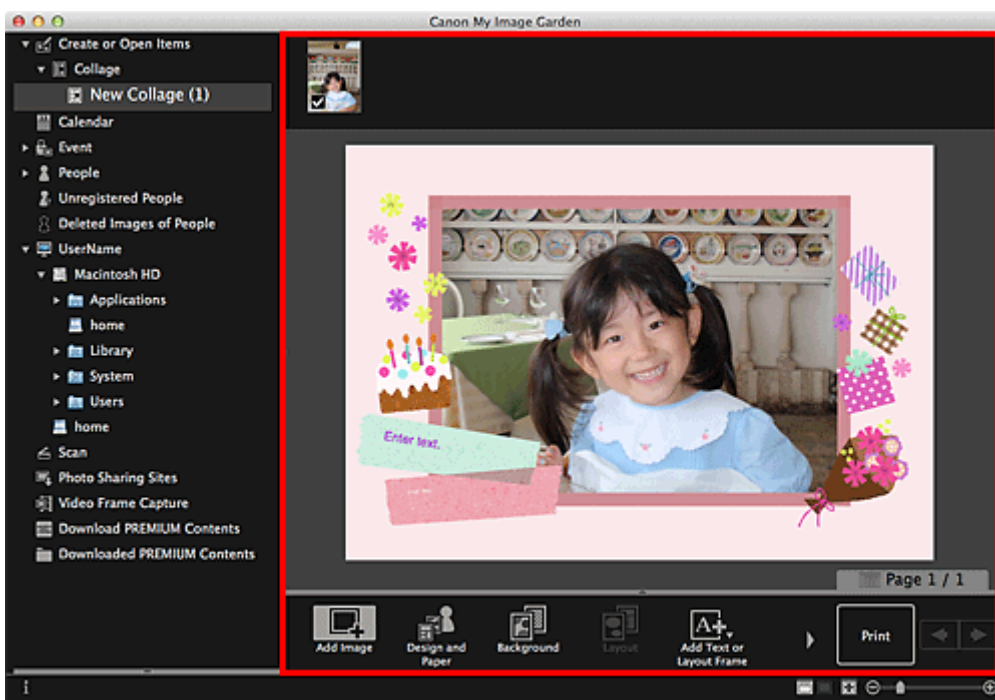 Canon My Image Garden
Create or Open Items
Collage
New Collage (1)
Calendar
Event
People
Unregistered People
Deleted Images of People
UserName
Macintosh HD
Applications
home
Library
System
Users
home
Scan
Photo Sharing Sites
Video Frame Capture
Download PREMIUM Contents
Downloaded PREMIUM Contents
Enter text.
Page 1 / 1
Add Image
Design and
Paper
Background
Layout
Add Text or
Layout Frame
Print